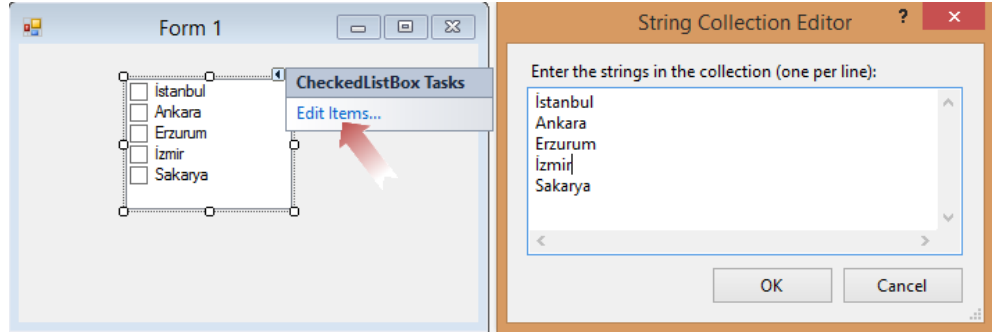 Form 1
İstanbul
Ankara
Erzurum
İzmir
Sakarya
CheckedListBox Tasks
Edit Items...
String Collection Editor
?
Enter the strings in the collection (one per line):
İstanbul
Ankara
Erzurum
İzmir
Sakarya
OK
Cancel